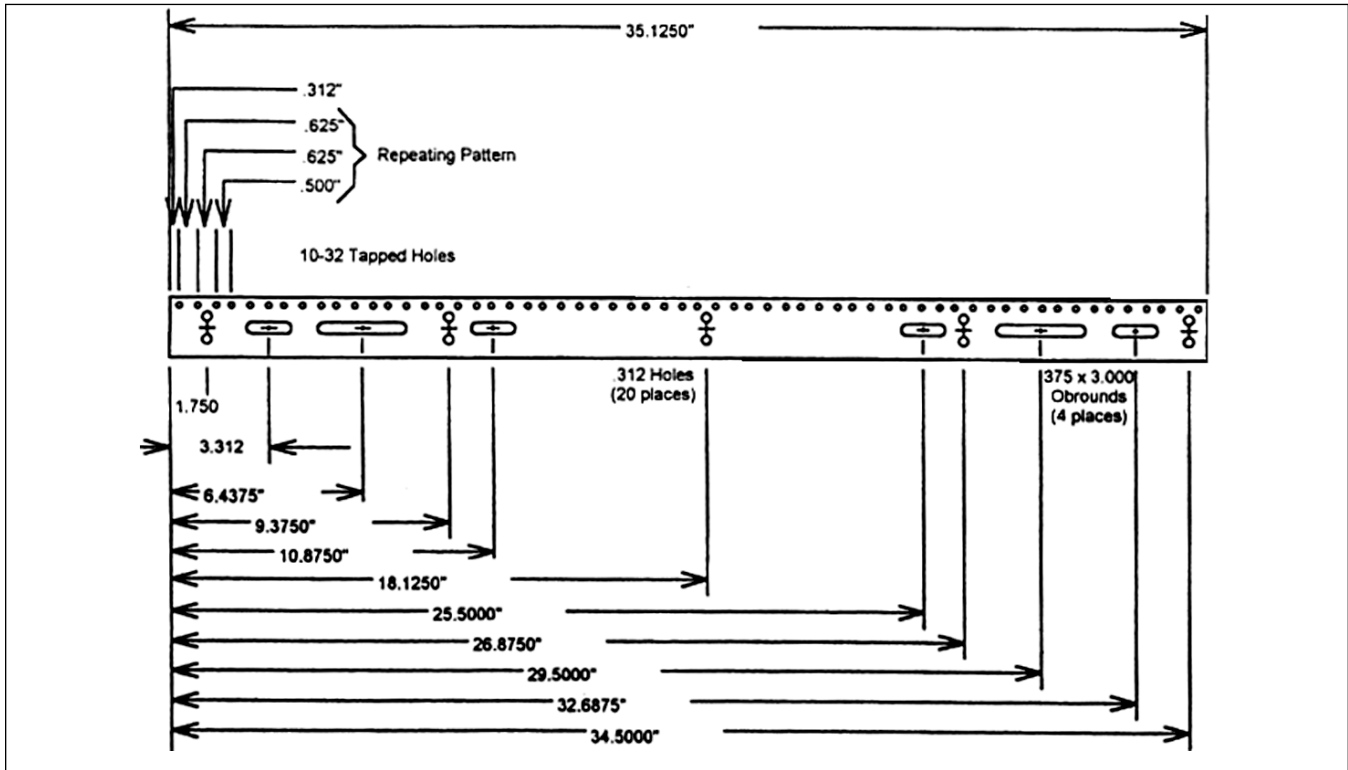 35.1250"
.312"
.625"
.625"
Repeating Pattern
.500"
10-32 Tapped Holes
.312 Holes
(20 places)
.375 x 3.000
Obrounds
(4 places)
1.750
3.312
6.4375"
9.3750"
10.8750"
18.1250"
25.5000"
26.8750"
29.5000"
32.6875"
34.5000"